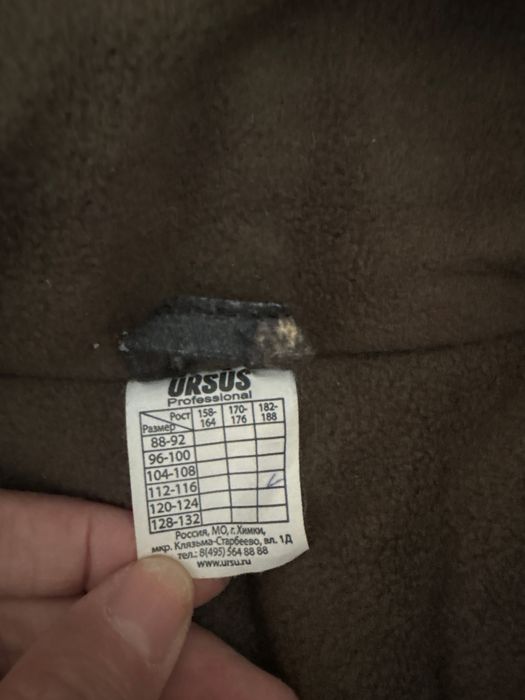 URSUS
Professional
Рост 158-164 170-176 182-188
Размер
88-92
96-100
104-108
112-116
120-124
128-132
Россия, МО, г. Химки,
мкр. Клязьма-Старбеево, вл. 1Д
тел.: 8(495) 564 88 88
www.ursu.ru